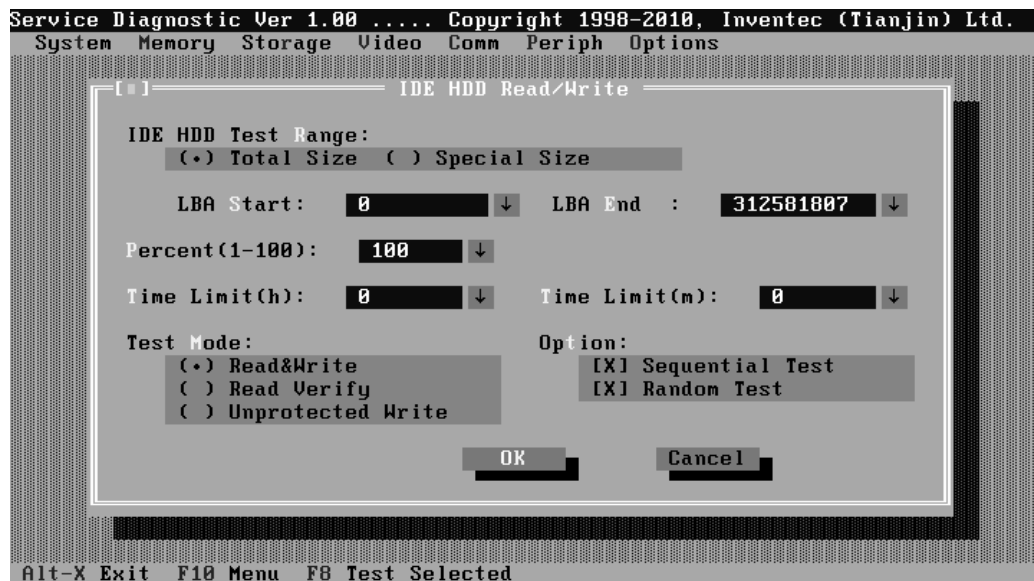 Service Diagnostic Ver 1.00 ..... Copyright 1998-2010, Inventec (Tianjin) Ltd.
System Memory Storage Video Comm Periph Options
[■] IDE HDD Read/Write
IDE HDD Test Range:
(•) Total Size ( ) Special Size
LBA Start: 0 ↓ LBA End : 312581807 ↓
Percent(1-100): 100 ↓
Time Limit(h): 0 ↓ Time Limit(m): 0 ↓
Test Mode: Option:
(•) Read&Write [X] Sequential Test
( ) Read Verify [X] Random Test
( ) Unprotected Write
OK Cancel
Alt-X Exit F10 Menu F8 Test Selected